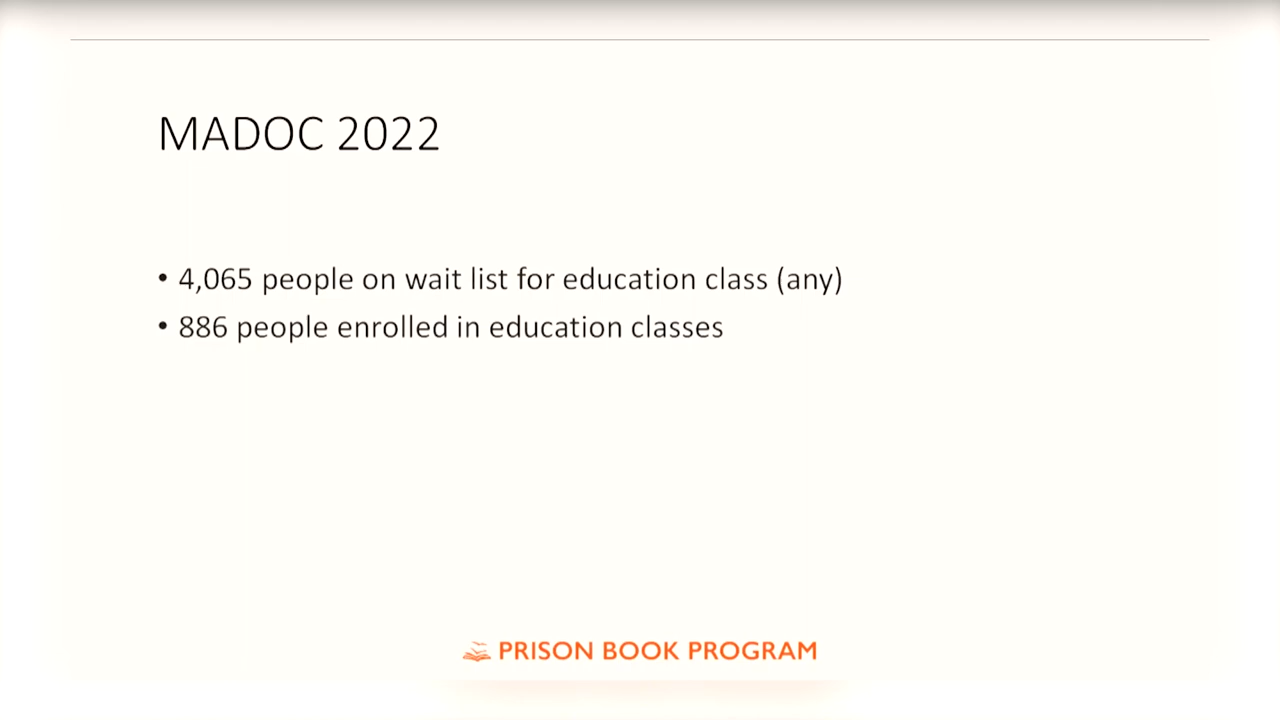 MADOC 2022
• 4,065 people on wait list for education class (any)
• 886 people enrolled in education classes
PRISON BOOK PROGRAM